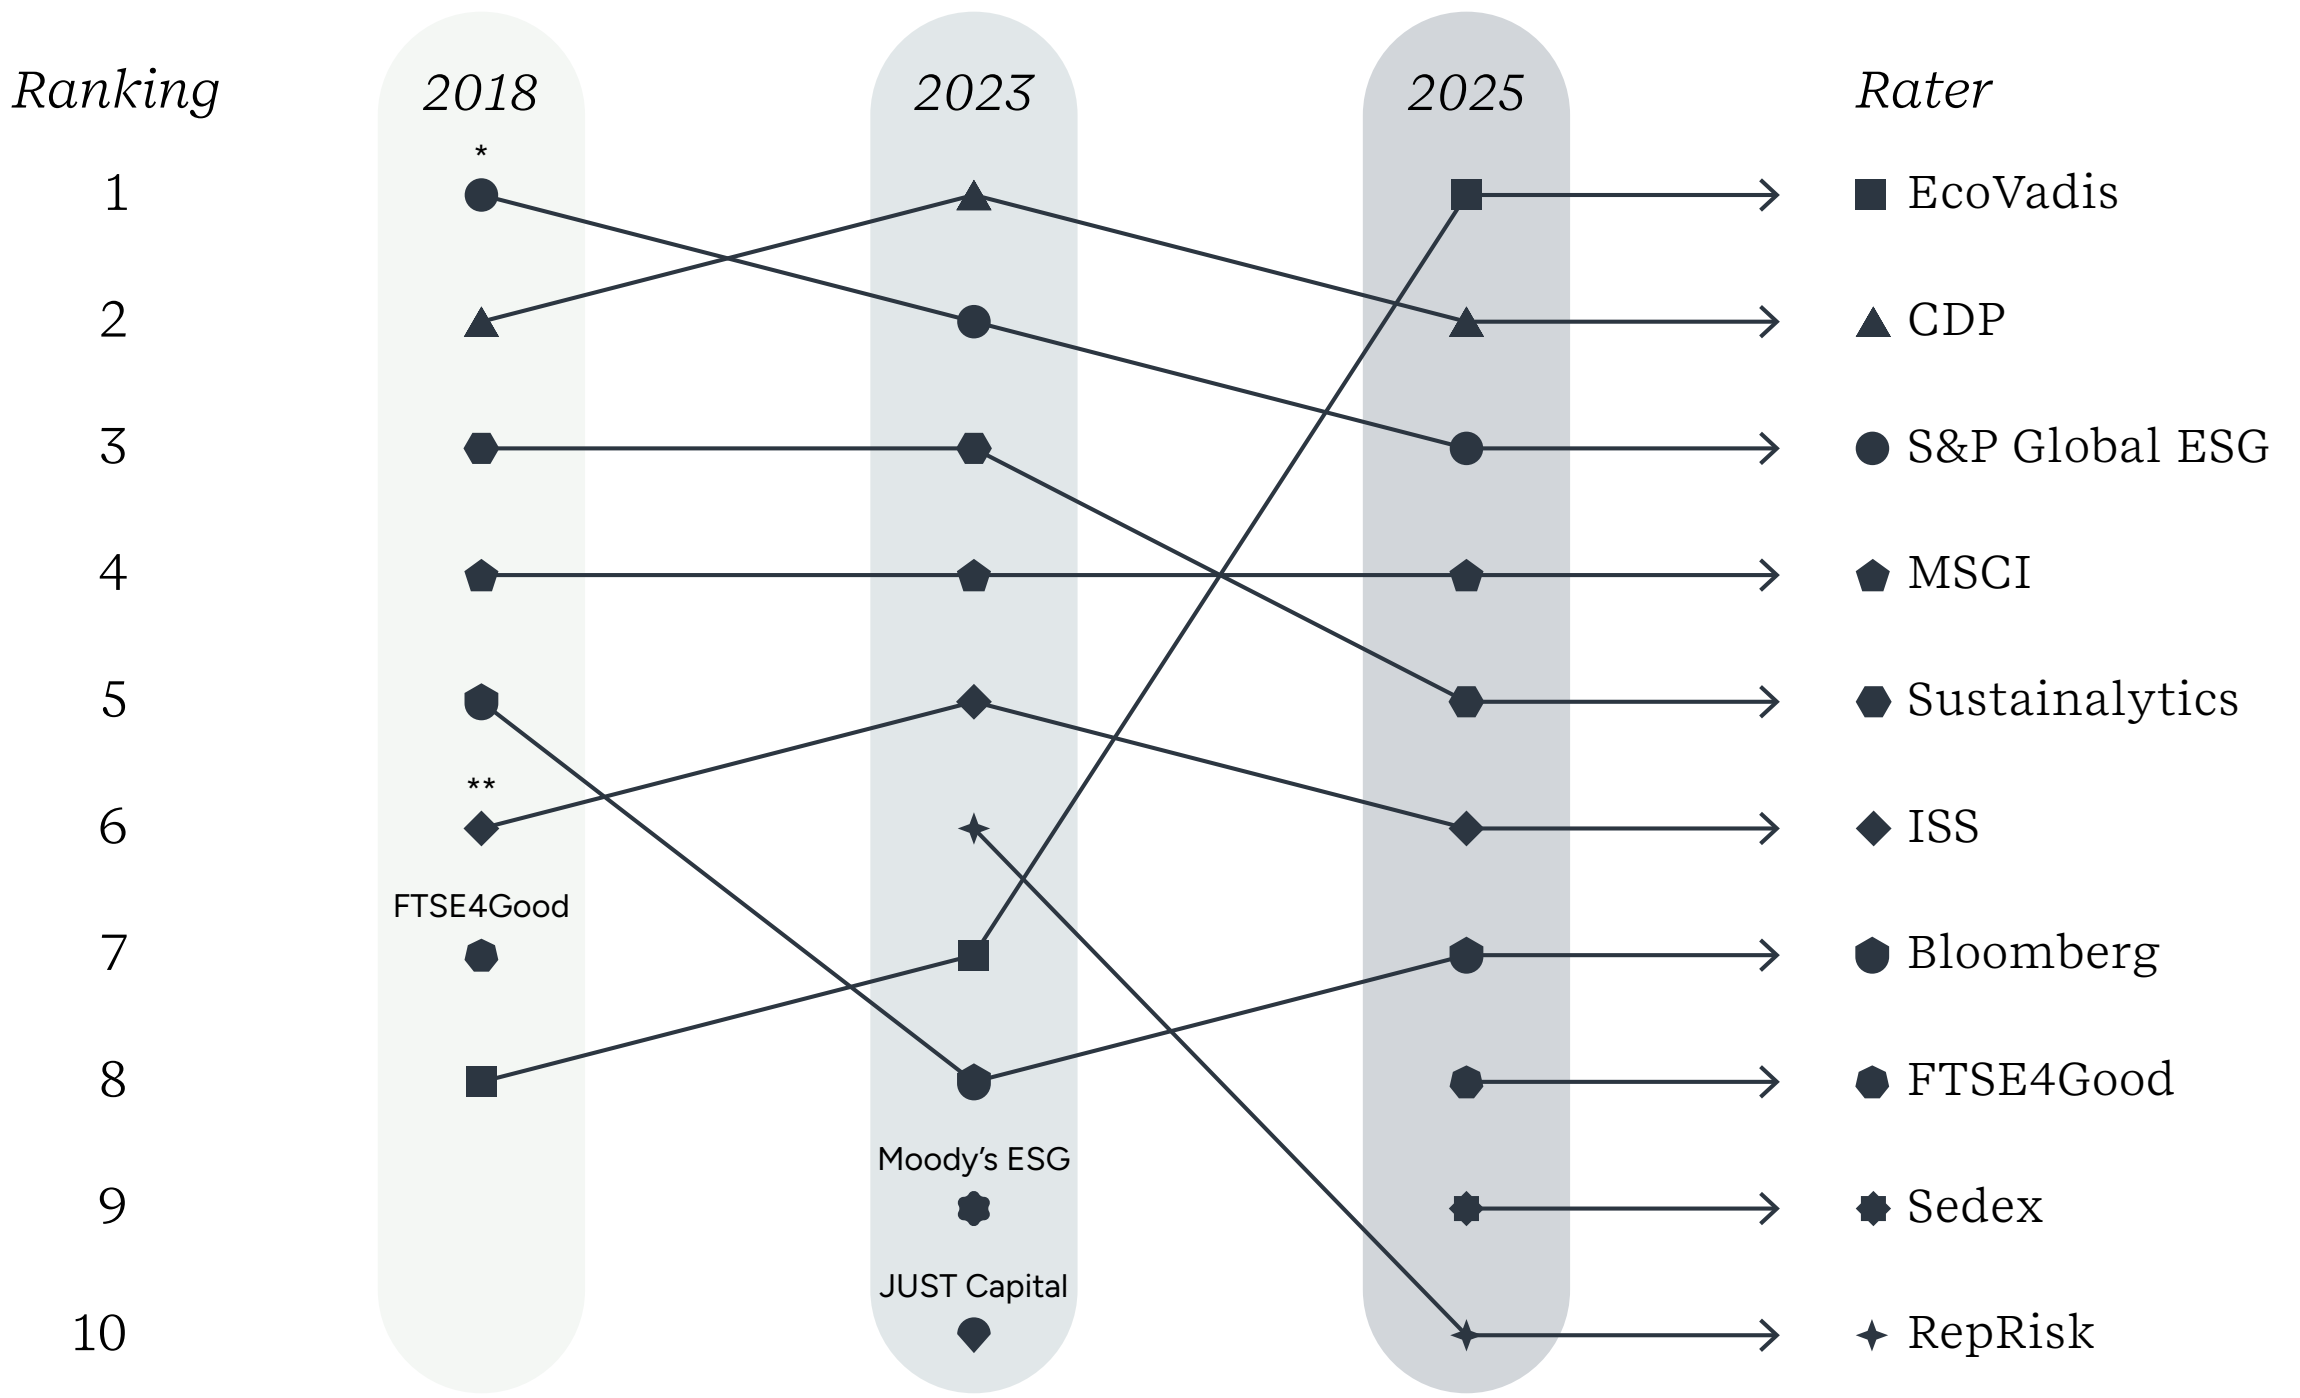 Ranking 2018 2023 2025 Rater
*
1 EcoVadis
2 CDP
3 S&P Global ESG
4 MSCI
5 Sustainalytics
**
6 ISS
FTSE4Good
7 Bloomberg
8 FTSE4Good
Moody’s ESG
9 Sedex
JUST Capital
10 RepRisk